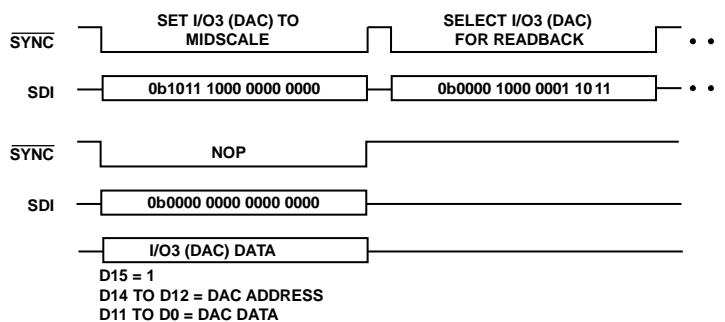 SET I/O3 (DAC) TO MIDSCALE
SELECT I/O3 (DAC) FOR READBACK
SYNC
SDI
0b1011 1000 0000 0000
0b0000 1000 0001 1011
SYNC
NOP
SDI
0b0000 0000 0000 0000
I/O3 (DAC) DATA
D15 = 1
D14 TO D12 = DAC ADDRESS
D11 TO D0 = DAC DATA